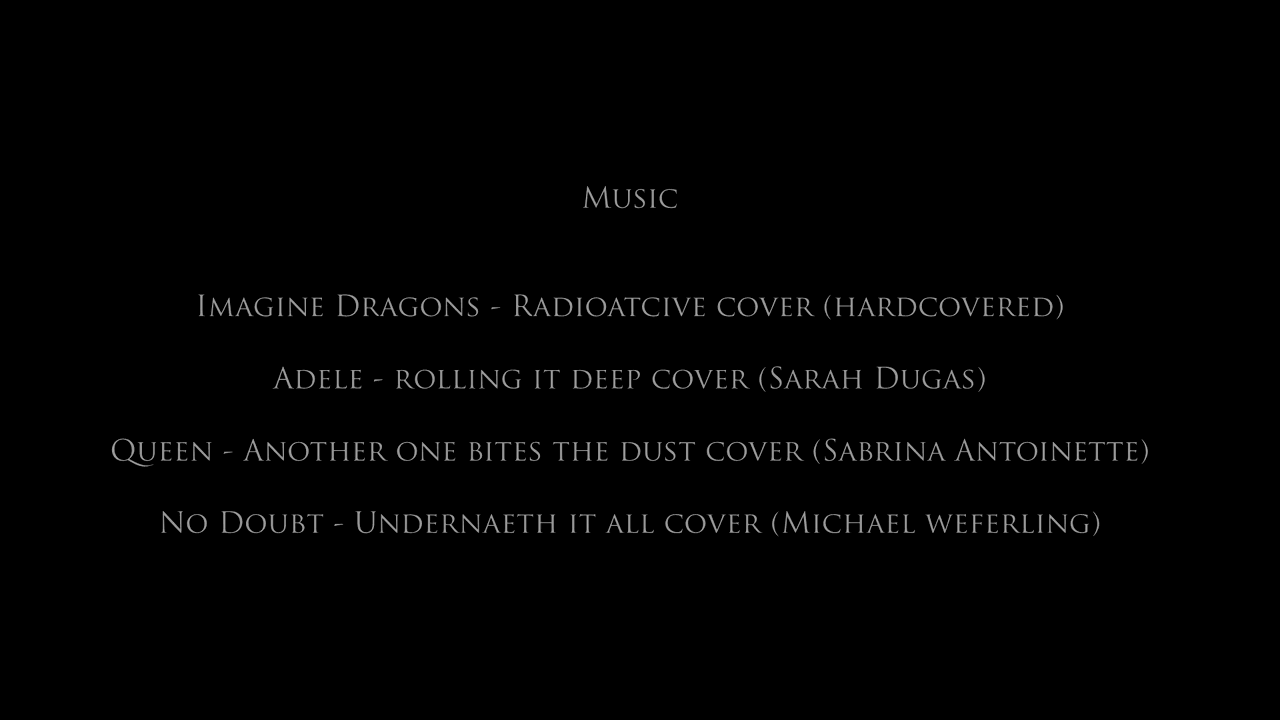 Music
Imagine Dragons - Radioatcive cover (hardcovered)
Adele - rolling it deep cover (Sarah Dugas)
Queen - Another one bites the dust cover (Sabrina Antoinette)
No Doubt - Undernaeth it all cover (Michael weferling)